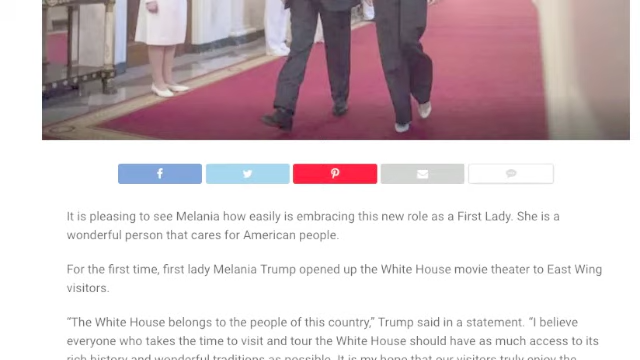 It is pleasing to see Melania how easily is embracing this new role as a First Lady. She is a
wonderful person that cares for American people.
For the first time, first lady Melania Trump opened up the White House movie theater to East Wing
visitors.
“The White House belongs to the people of this country,” Trump said in a statement. “I believe
everyone who takes the time to visit and tour the White House should have as much access to its
rich history and wonderful traditions as possible. It is my hope that our visitors truly enjoy the